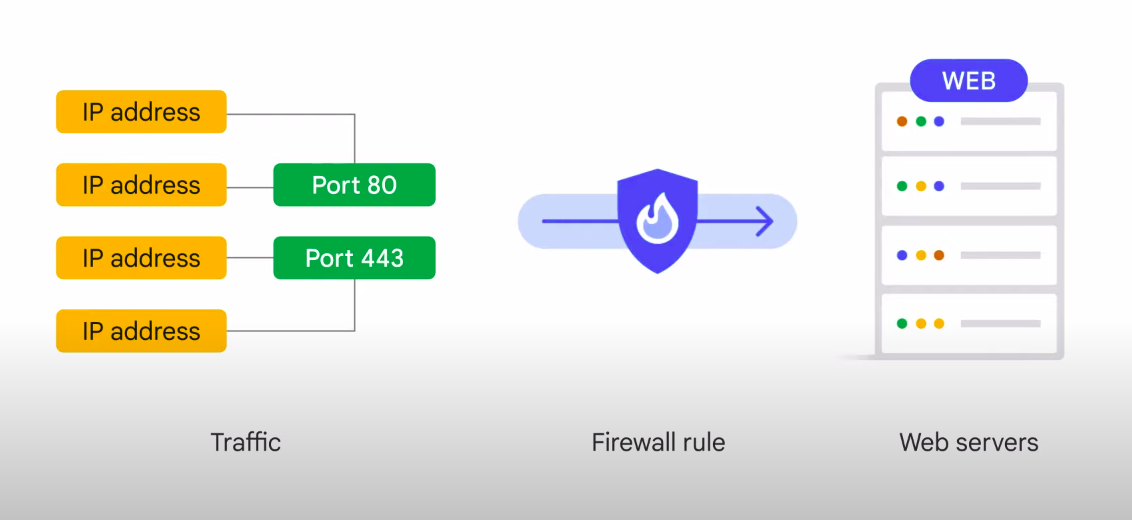 WEB
IP address
IP address
Port 80
IP address
Port 443
IP address
Traffic
Firewall rule
Web servers